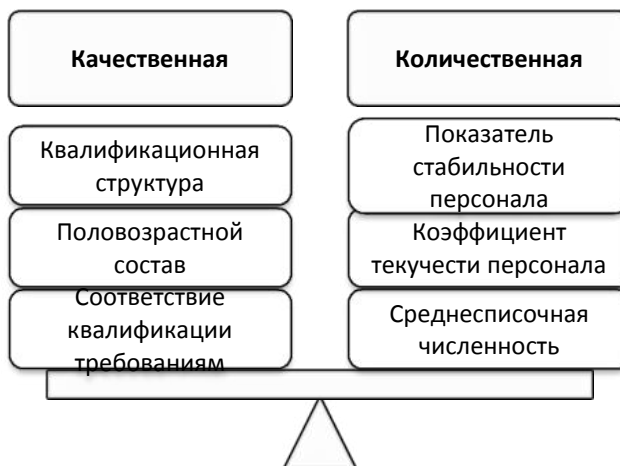 Качественная
Количественная
Квалификационная
структура
Половозрастной
состав
Соответствие
квалификации
требованиям
Показатель
стабильности
персонала
Коэффициент
текучести персонала
Среднесписочная
численность